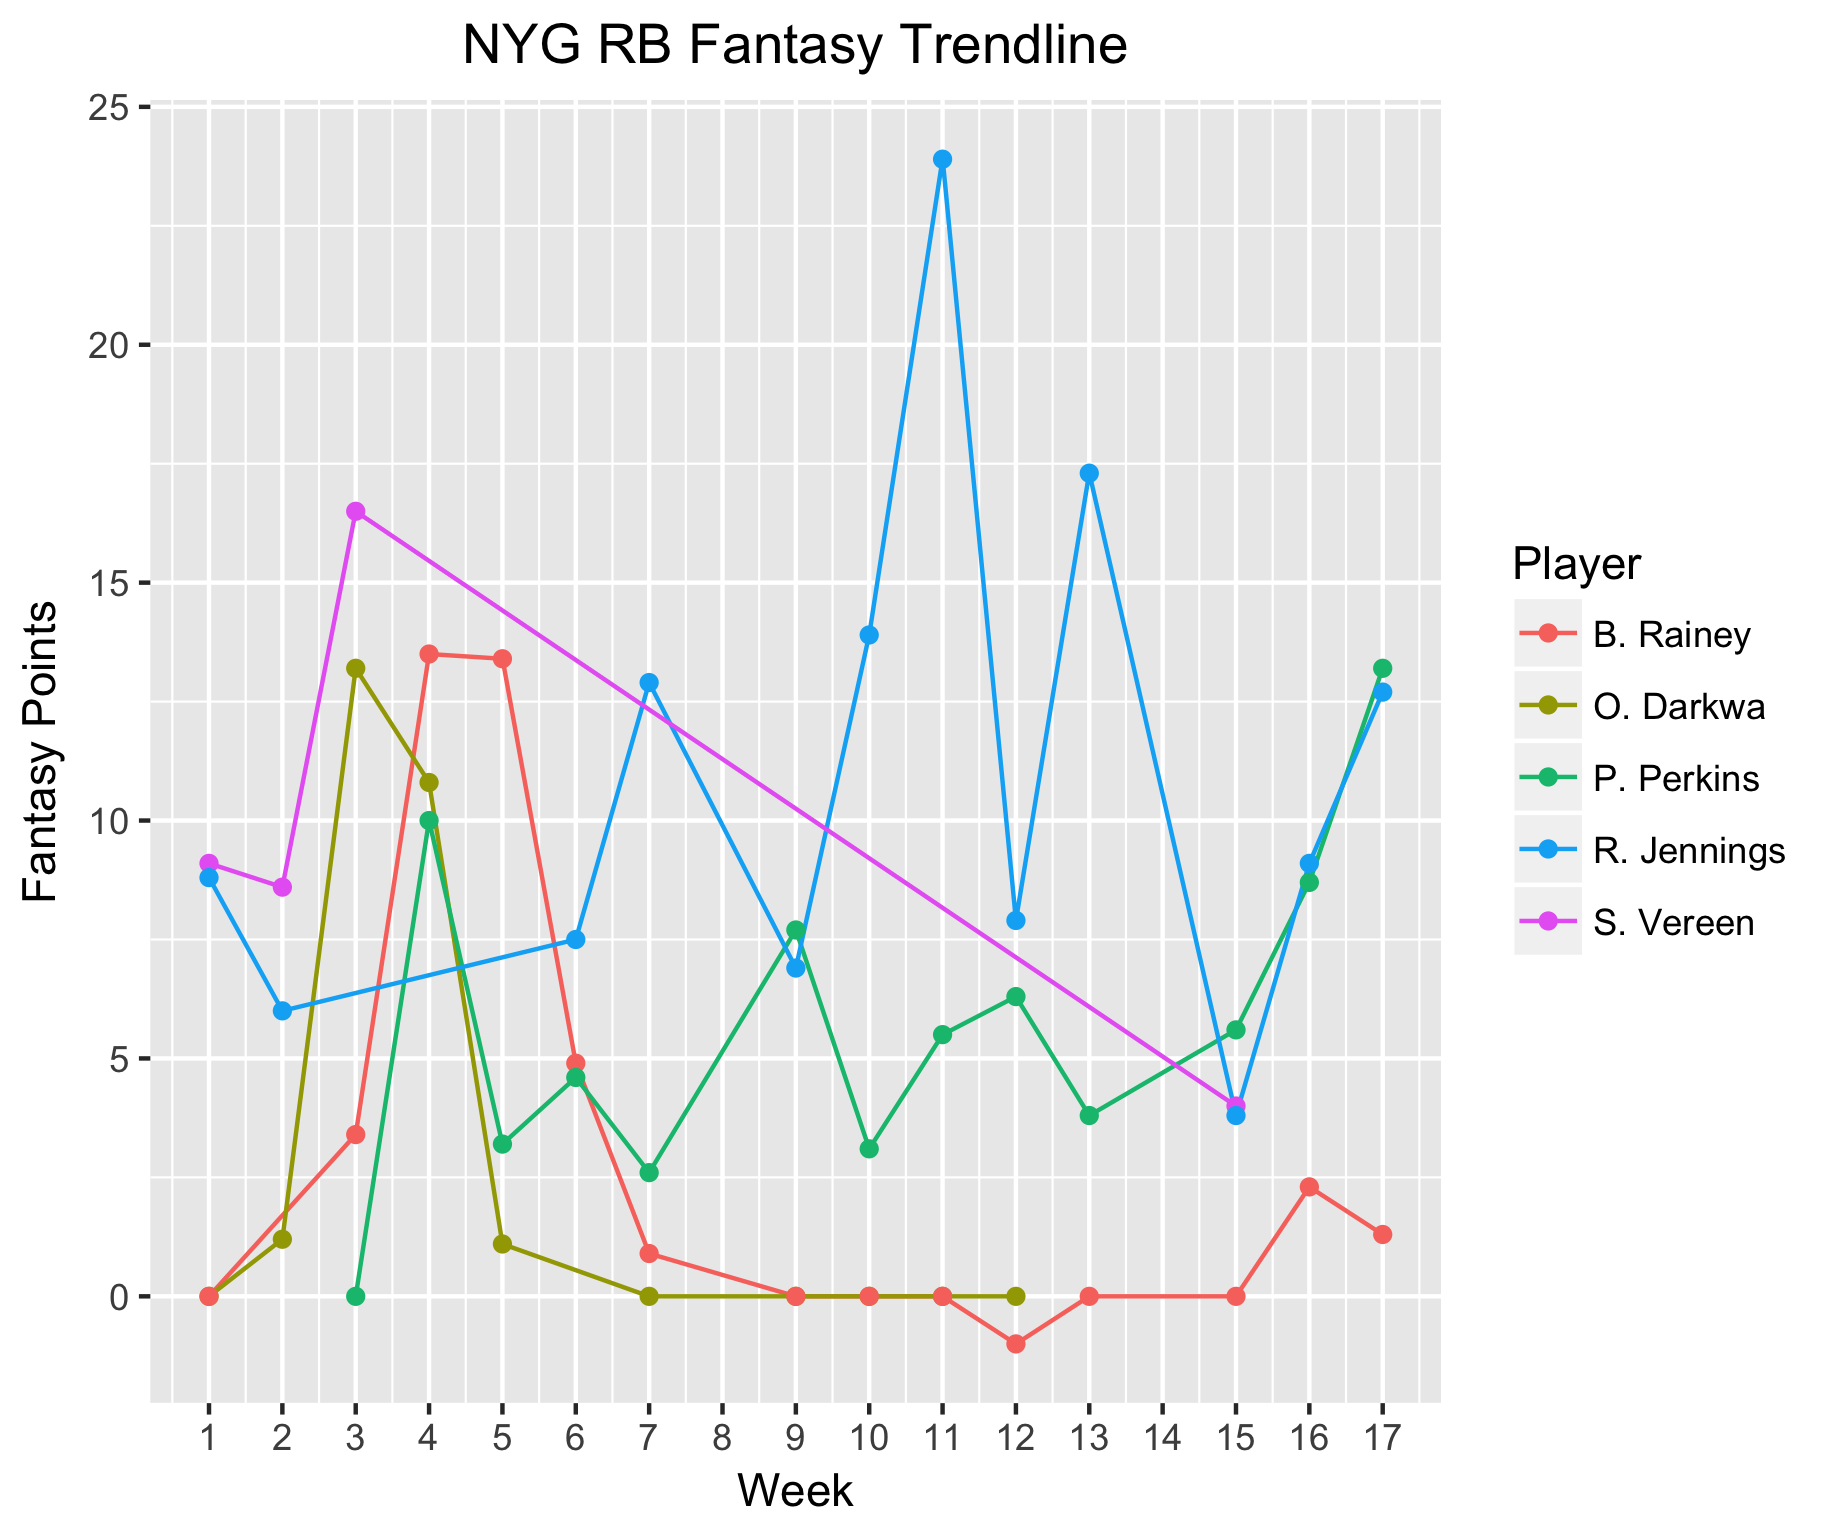 NYG RB Fantasy Trendline
25
20
15
10
5
0
Fantasy Points
1 2 3 4 5 6 7 8 9 10 11 12 13 14 15 16 17
Week
Player
B. Rainey
O. Darkwa
P. Perkins
R. Jennings
S. Vereen